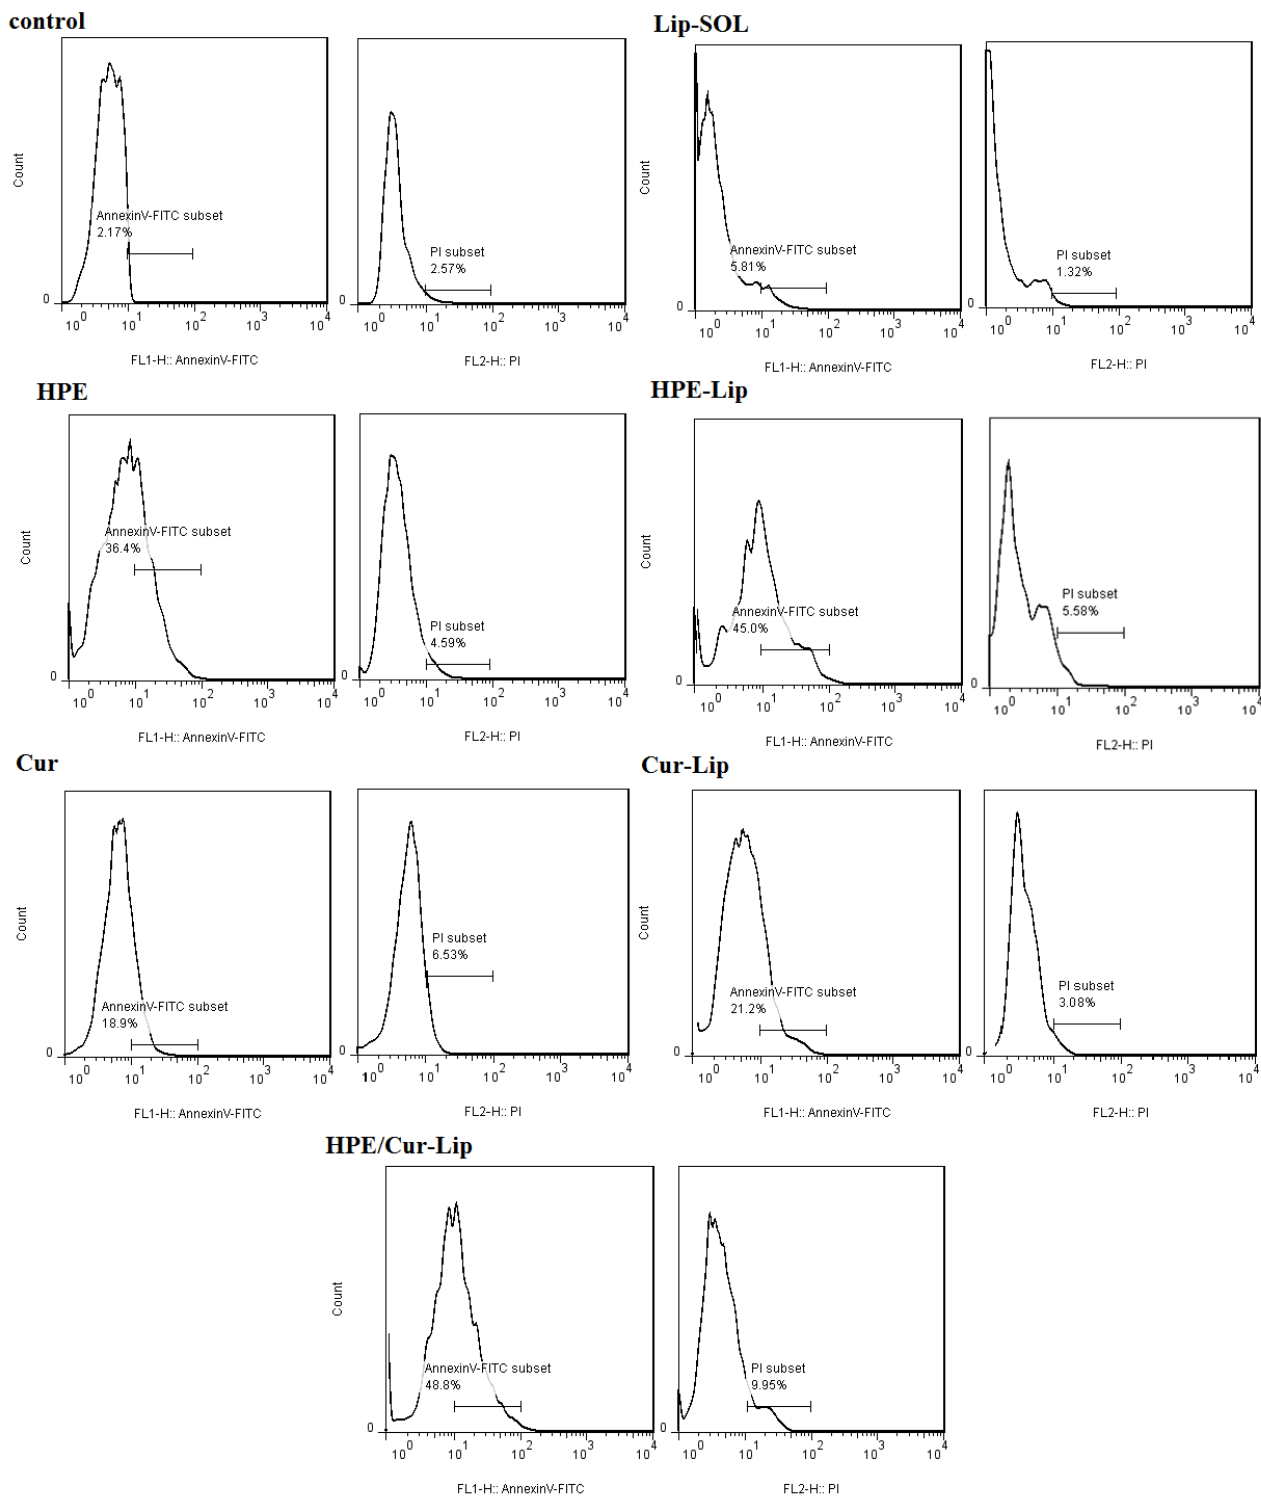 control
Count
AnnexinV-FITC subset
2.17%
0
10^0 10^1 10^2 10^3 10^4
FL1-H:: AnnexinV-FITC
PI subset
2.57%
0
10^0 10^1 10^2 10^3 10^4
FL2-H:: PI
Lip-SOL
Count
AnnexinV-FITC subset
5.81%
0
10^0 10^1 10^2 10^3 10^4
FL1-H:: AnnexinV-FITC
PI subset
1.32%
0
10^0 10^1 10^2 10^3 10^4
FL2-H:: PI
HPE
Count
AnnexinV-FITC subset
36.4%
0
10^0 10^1 10^2 10^3 10^4
FL1-H:: AnnexinV-FITC
PI subset
4.59%
0
10^0 10^1 10^2 10^3 10^4
FL2-H:: PI
HPE-Lip
Count
AnnexinV-FITC subset
45.0%
0
10^0 10^1 10^2 10^3 10^4
FL1-H:: AnnexinV-FITC
PI subset
5.58%
0
10^0 10^1 10^2 10^3 10^4
FL2-H:: PI
Cur
Count
AnnexinV-FITC subset
18.9%
0
10^0 10^1 10^2 10^3 10^4
FL1-H:: AnnexinV-FITC
PI subset
6.53%
0
10^0 10^1 10^2 10^3 10^4
FL2-H:: PI
Cur-Lip
Count
AnnexinV-FITC subset
21.2%
0
10^0 10^1 10^2 10^3 10^4
FL1-H:: AnnexinV-FITC
PI subset
3.08%
0
10^0 10^1 10^2 10^3 10^4
FL2-H:: PI
HPE/Cur-Lip
Count
AnnexinV-FITC subset
48.8%
0
10^0 10^1 10^2 10^3 10^4
FL1-H:: AnnexinV-FITC
PI subset
9.95%
0
10^0 10^1 10^2 10^3 10^4
FL2-H:: PI